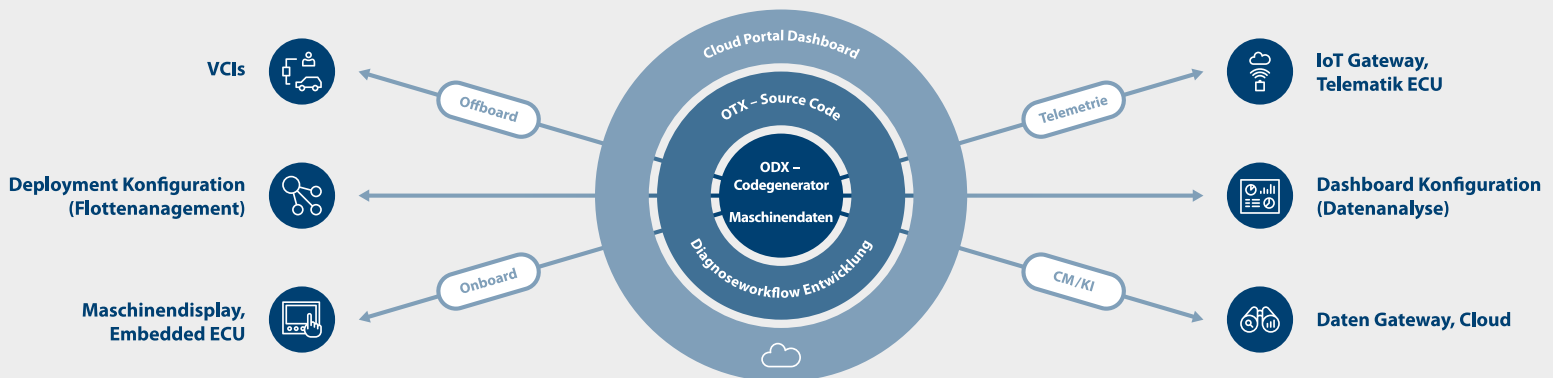 Cloud Portal Dashboard
OTX – Source Code
ODX –
Codegenerator
Maschinendaten
Diagnoseworkflow Entwicklung
VCIs
Offboard
Deployment Konfiguration
(Flottenanagement)
Onboard
Maschinendisplay,
Embedded ECU
Telemetrie
IoT Gateway,
Telematik ECU
Dashboard Konfiguration
(Datenanalyse)
CM/KI
Daten Gateway, Cloud